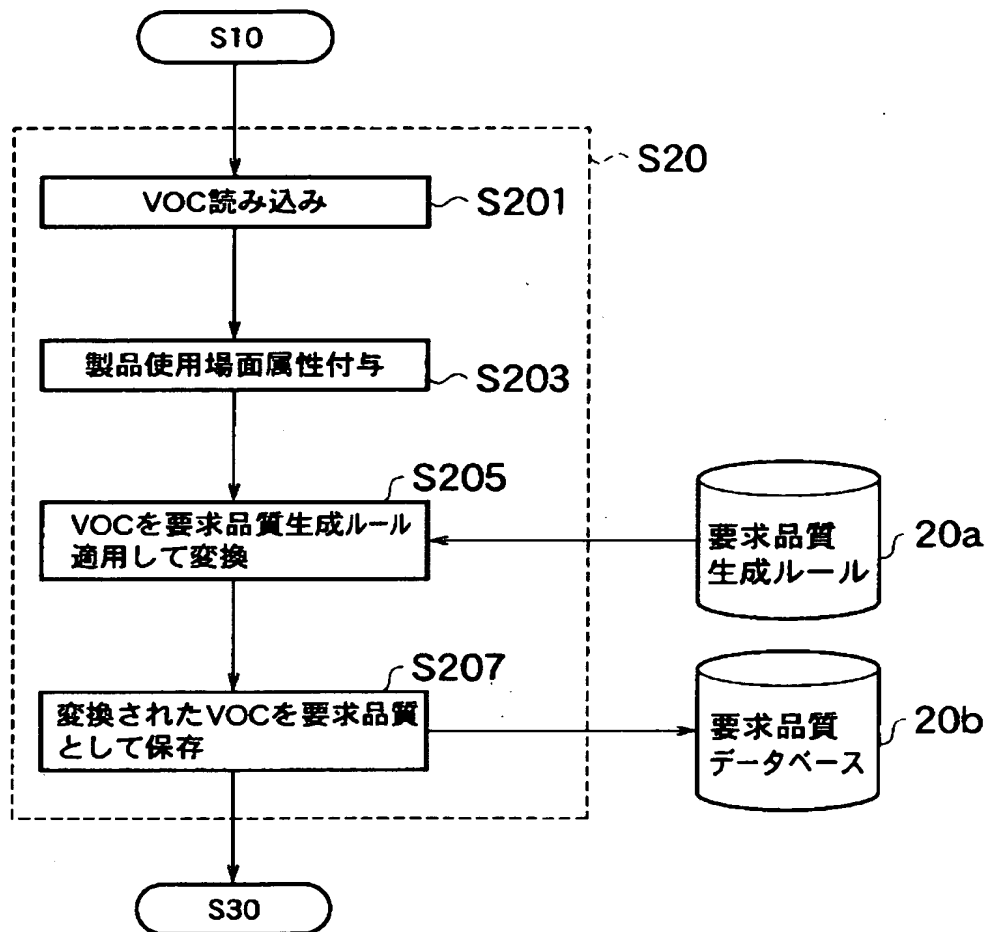 S10
S20
VOC読み込み
S201
製品使用場面属性付与
S203
S205
VOCを要求品質生成ルール
適用して変換
要求品質
生成ルール
20a
S207
変換されたVOCを要求品質
として保存
要求品質
データベース
20b
S30